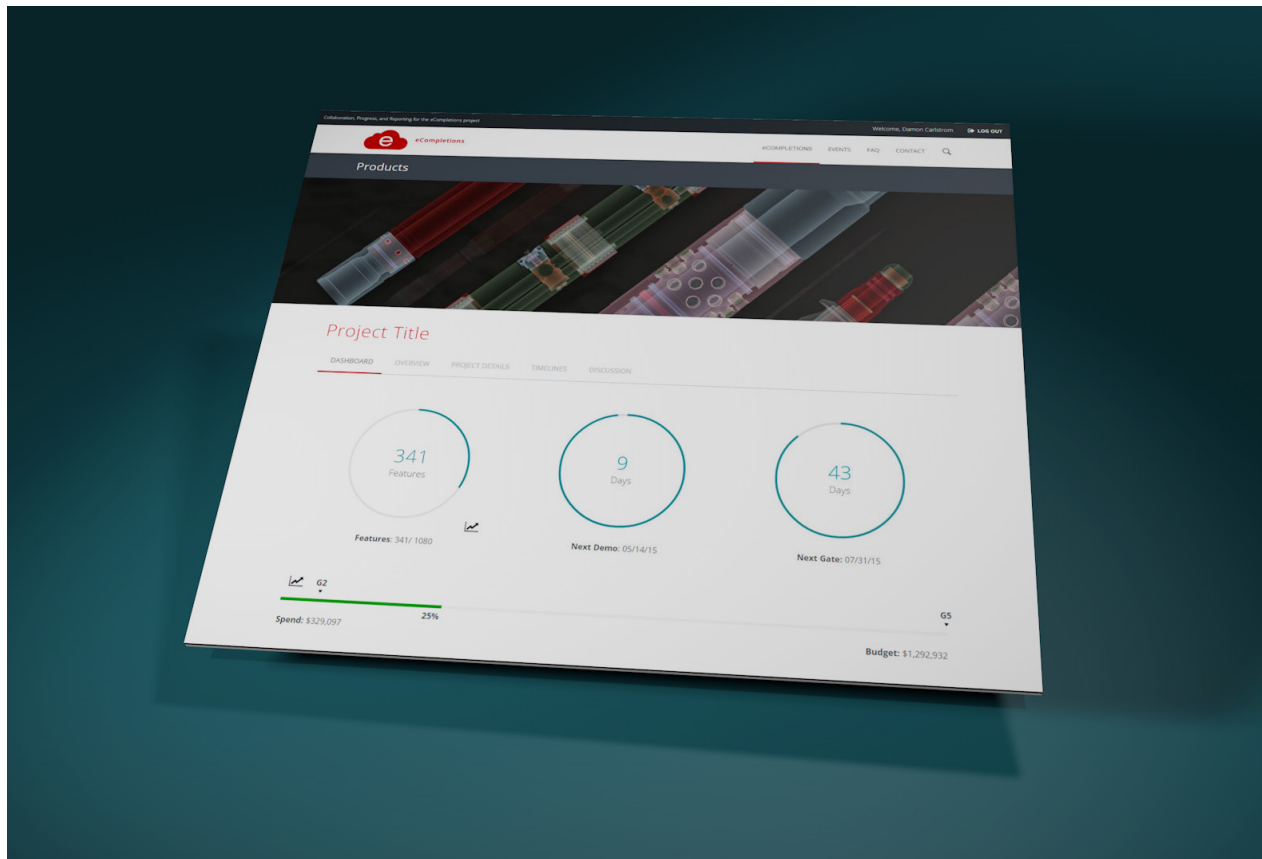 Collaboration, Progress, and Reporting for the eCompletions project
Welcome, Damon Carlstrom
LOG OUT
e
eCompletions
eCOMPLETIONS
EVENTS
FAQ
CONTACT
Products
Project Title
DASHBOARD
OVERVIEW
PROJECT DETAILS
TIMELINES
DISCUSSION
341
Features
Features: 341/ 1080
9
Days
Next Demo: 05/14/15
43
Days
Next Gate: 07/31/15
G2
G5
25%
Spend: $329,097
Budget: $1,292,932